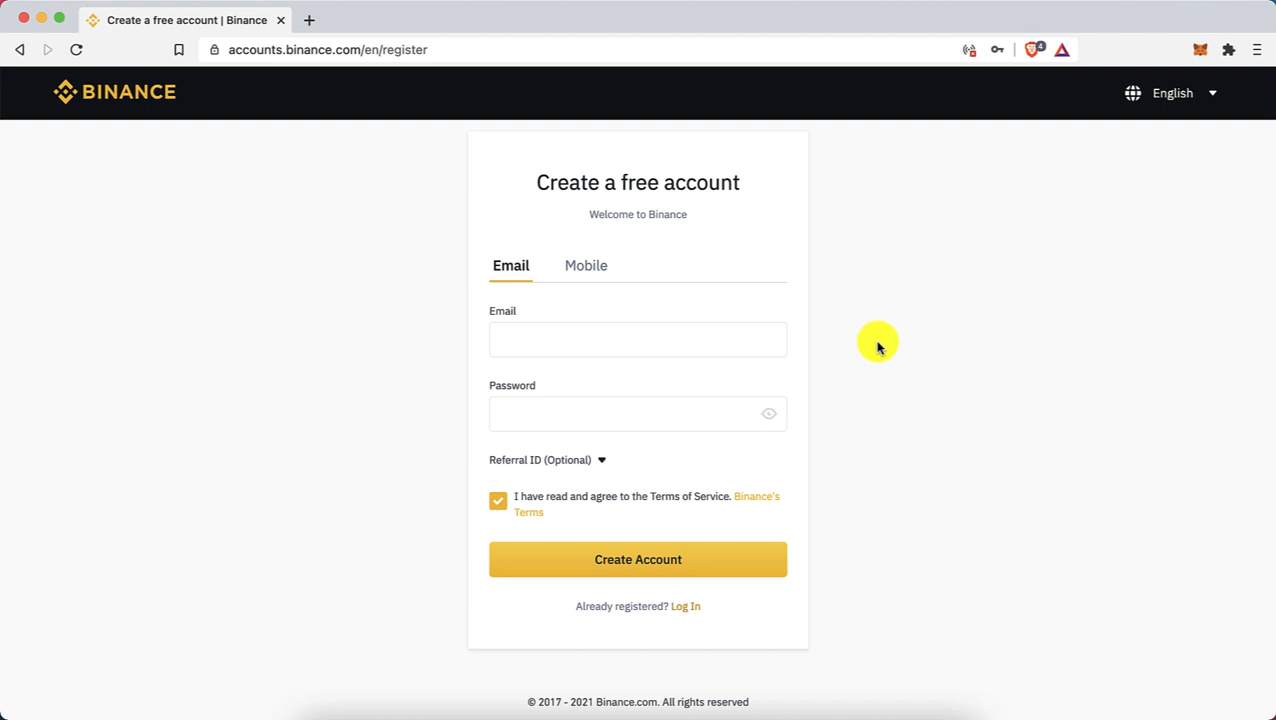 Create a free account | Binance
accounts.binance.com/en/register
4
BINANCE
English
Create a free account
Welcome to Binance
Email Mobile
Email
Password
Referral ID (Optional)
I have read and agree to the Terms of Service. Binance's
Terms
Create Account
Already registered? Log In
© 2017 - 2021 Binance.com. All rights reserved